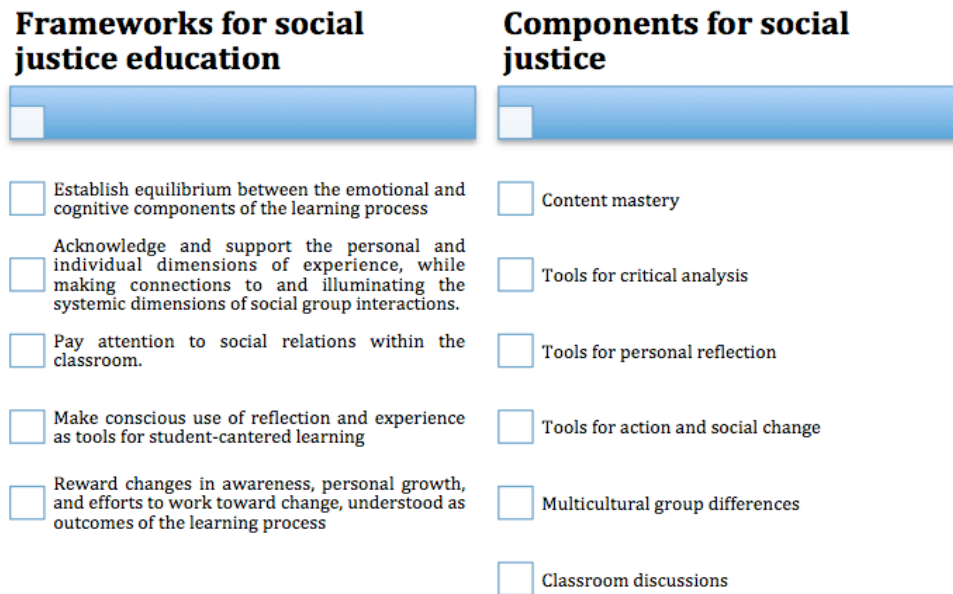 Frameworks for social
justice education
Establish equilibrium between the emotional and
cognitive components of the learning process
Acknowledge and support the personal and
individual dimensions of experience, while
making connections to and illuminating the
systemic dimensions of social group interactions.
Pay attention to social relations within the
classroom.
Make conscious use of reflection and experience
as tools for student-cantered learning
Reward changes in awareness, personal growth,
and efforts to work toward change, understood as
outcomes of the learning process
Components for social
justice
Content mastery
Tools for critical analysis
Tools for personal reflection
Tools for action and social change
Multicultural group differences
Classroom discussions